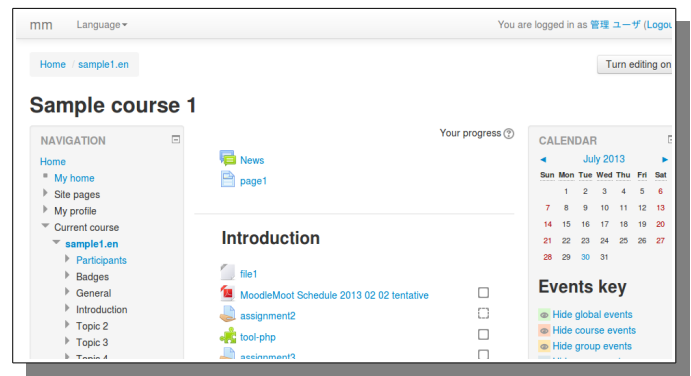 mm Language
You are logged in as 管理 ユーザ (Logou
Home / sample1.en
Turn editing on
Sample course 1
NAVIGATION
Home
My home
Site pages
My profile
Current course
sample1.en
Participants
Badges
General
Introduction
Topic 2
Topic 3
Topic 4
Your progress
News
page1
Introduction
file1
MoodleMoot Schedule 2013 02 02 tentative
assignment2
tool-php
assignment3
CALENDAR
◄ July 2013 ►
Sun Mon Tue Wed Thu Fri Sat
1 2 3 4 5 6
7 8 9 10 11 12 13
14 15 16 17 18 19 20
21 22 23 24 25 26 27
28 29 30 31
Events key
Hide global events
Hide course events
Hide group events